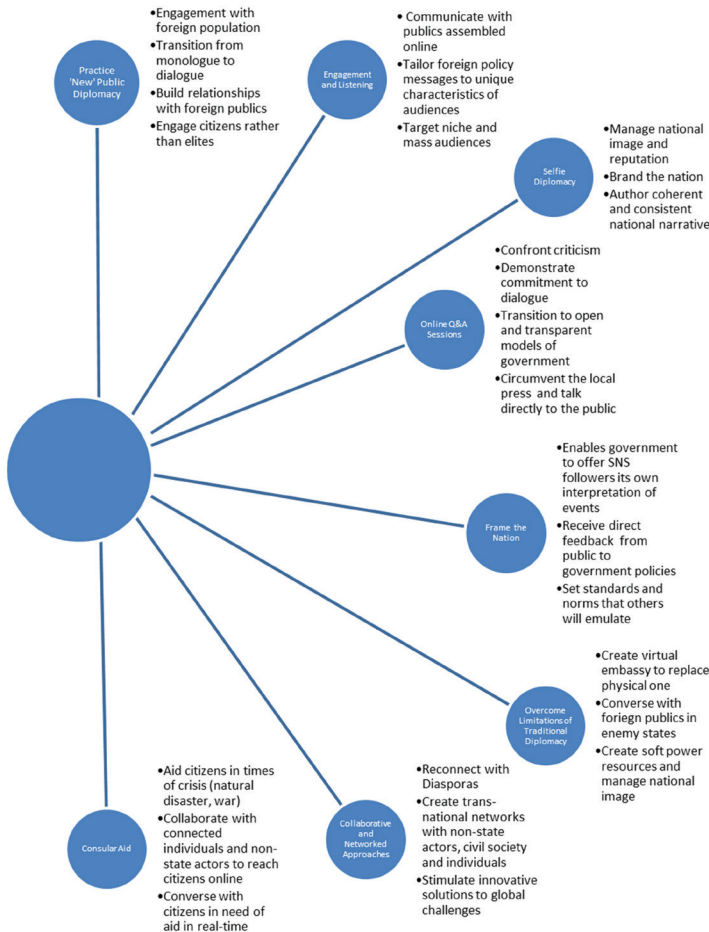 Practice
'New' Public
Diplomacy
•Engagement with
foreign population
•Transition from
monologue to
dialogue
•Build relationships
with foreign publics
•Engage citizens rather
than elites
Engagement
and Listening
• Communicate with
publics assembled
online
•Tailor foreign policy
messages to unique
characteristics of
audiences
•Target niche and
mass audiences
Selfie
Diplomacy
•Manage national
image and
reputation
•Brand the nation
•Author coherent
and consistent
national narrative
Online Q&A
Sessions
•Confront criticism
•Demonstrate
commitment to
dialogue
•Transition to open
and transparent
models of
government
•Circumvent the local
press and talk
directly to the public
Frame the
Nation
•Enables government
to offer SNS
followers its own
interpretation of
events
•Receive direct
feedback from
public to
government policies
•Set standards and
norms that others
will emulate
Overcome
Limitations of
Traditional
Diplomacy
•Create virtual
embassy to replace
physical one
•Converse with
foriegn publics in
enemy states
•Create soft power
resources and
manage national
image
Collaborative
and
Networked
Approaches
•Reconnect with
Diasporas
•Create trans-
national networks
with non-state
actors, civil society
and individuals
•Stimulate innovative
solutions to global
challenges
Consular Aid
•Aid citizens in times
of crisis (natural
disaster, war)
•Collaborate with
connected
individuals and non-
state actors to reach
citizens online
•Converse with
citizens in need of
aid in real-time